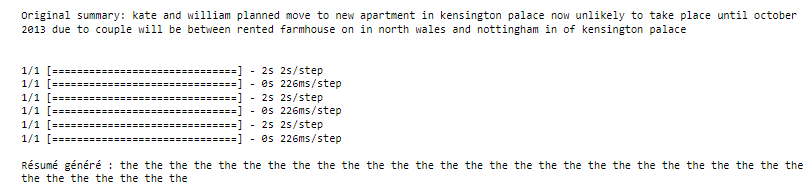 Original summary: kate and william planned move to new apartment in kensington palace now unlikely to take place until october
2013 due to couple will be between rented farmhouse on in north wales and nottingham in of kensington palace
1/1 [==============================] - 2s 2s/step
1/1 [==============================] - 0s 226ms/step
1/1 [==============================] - 2s 2s/step
1/1 [==============================] - 0s 226ms/step
1/1 [==============================] - 2s 2s/step
1/1 [==============================] - 0s 226ms/step
Résumé généré : the the the the the the the the the the the the the the the the the the the the the the the the the the the the
the the the the the the the